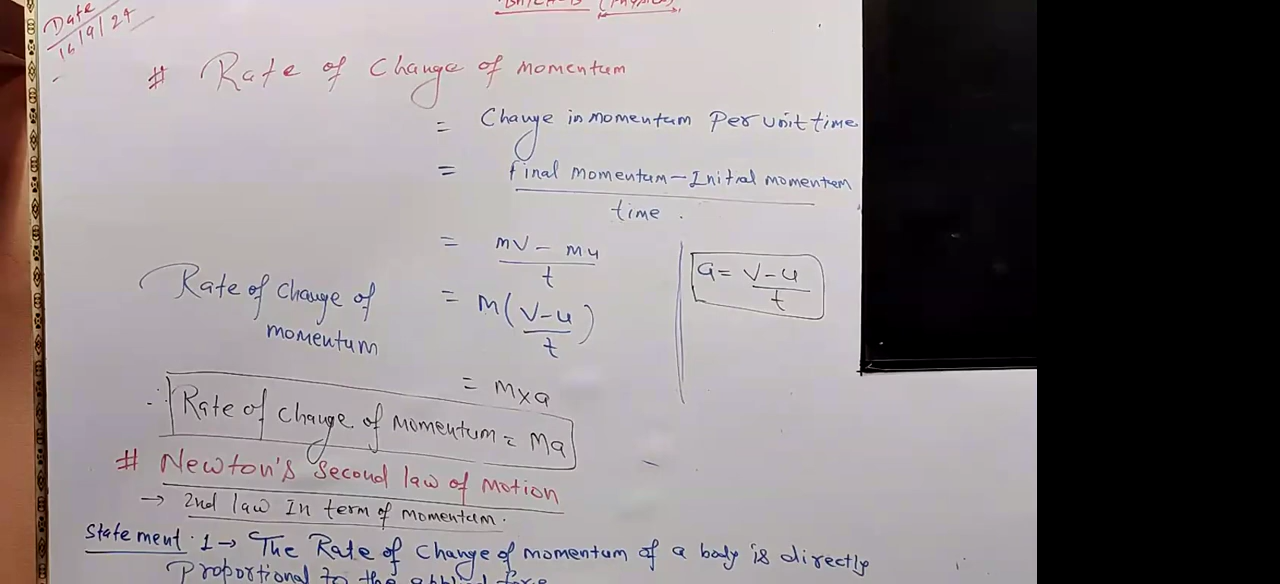 Date
16/9/24
(Physics)
# Rate of Change of momentum
= Change in momentum Per unit time
= final momentum - Initial momentum
time .
= mv - mu
t
a = v-u
t
Rate of change of
momentum
= m(v-u)
t
= m×a
∴ Rate of change of momentum = ma
# Newton's Second law of Motion
→ 2nd law In term of momentum.
Statement . 1 → The Rate of Change of momentum of a body is directly
Proportional to the applied force